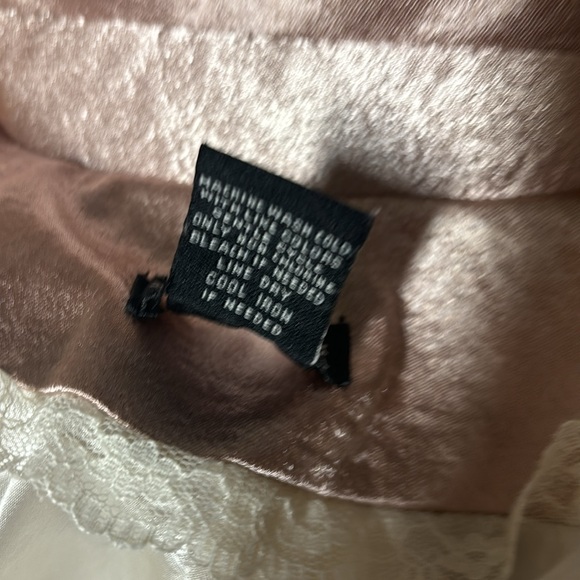 MACHINE WASH COLD
WITH LIKE COLORS
GENTLE CYCLE
ONLY NON CHLORINE
BLEACH IF NEEDED
LINE DRY
COOL IRON
IF NEEDED